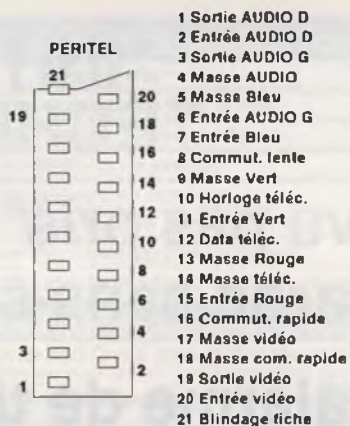 PERITEL
21
20
19
18
16
14
12
10
8
6
4
3
2
1
1 Sortie AUDIO D
2 Entrée AUDIO D
3 Sortie AUDIO G
4 Masse AUDIO
5 Masse Bleu
6 Entrée AUDIO G
7 Entrée Bleu
8 Commut. lente
9 Masse Vert
10 Horloge téléc.
11 Entrée Vert
12 Data téléc.
13 Masse Rouge
14 Masse téléc.
15 Entrée Rouge
16 Commut. rapide
17 Masse vidéo
18 Masse com. rapide
19 Sortie vidéo
20 Entrée vidéo
21 Blindage fiche